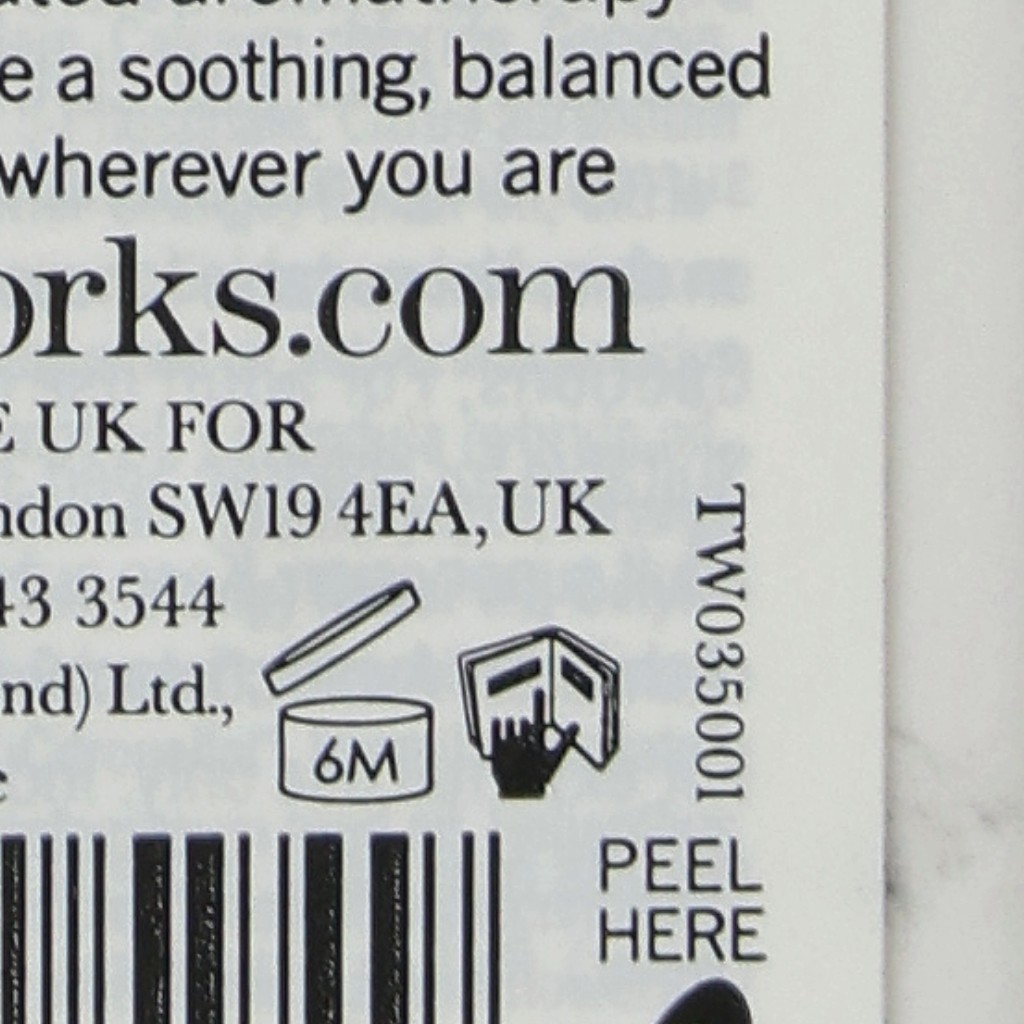 e a soothing, balanced
wherever you are
orks.com
E UK FOR
ndon SW19 4EA, UK
43 3544
nd) Ltd.,
6M
TW035001
PEEL
HERE